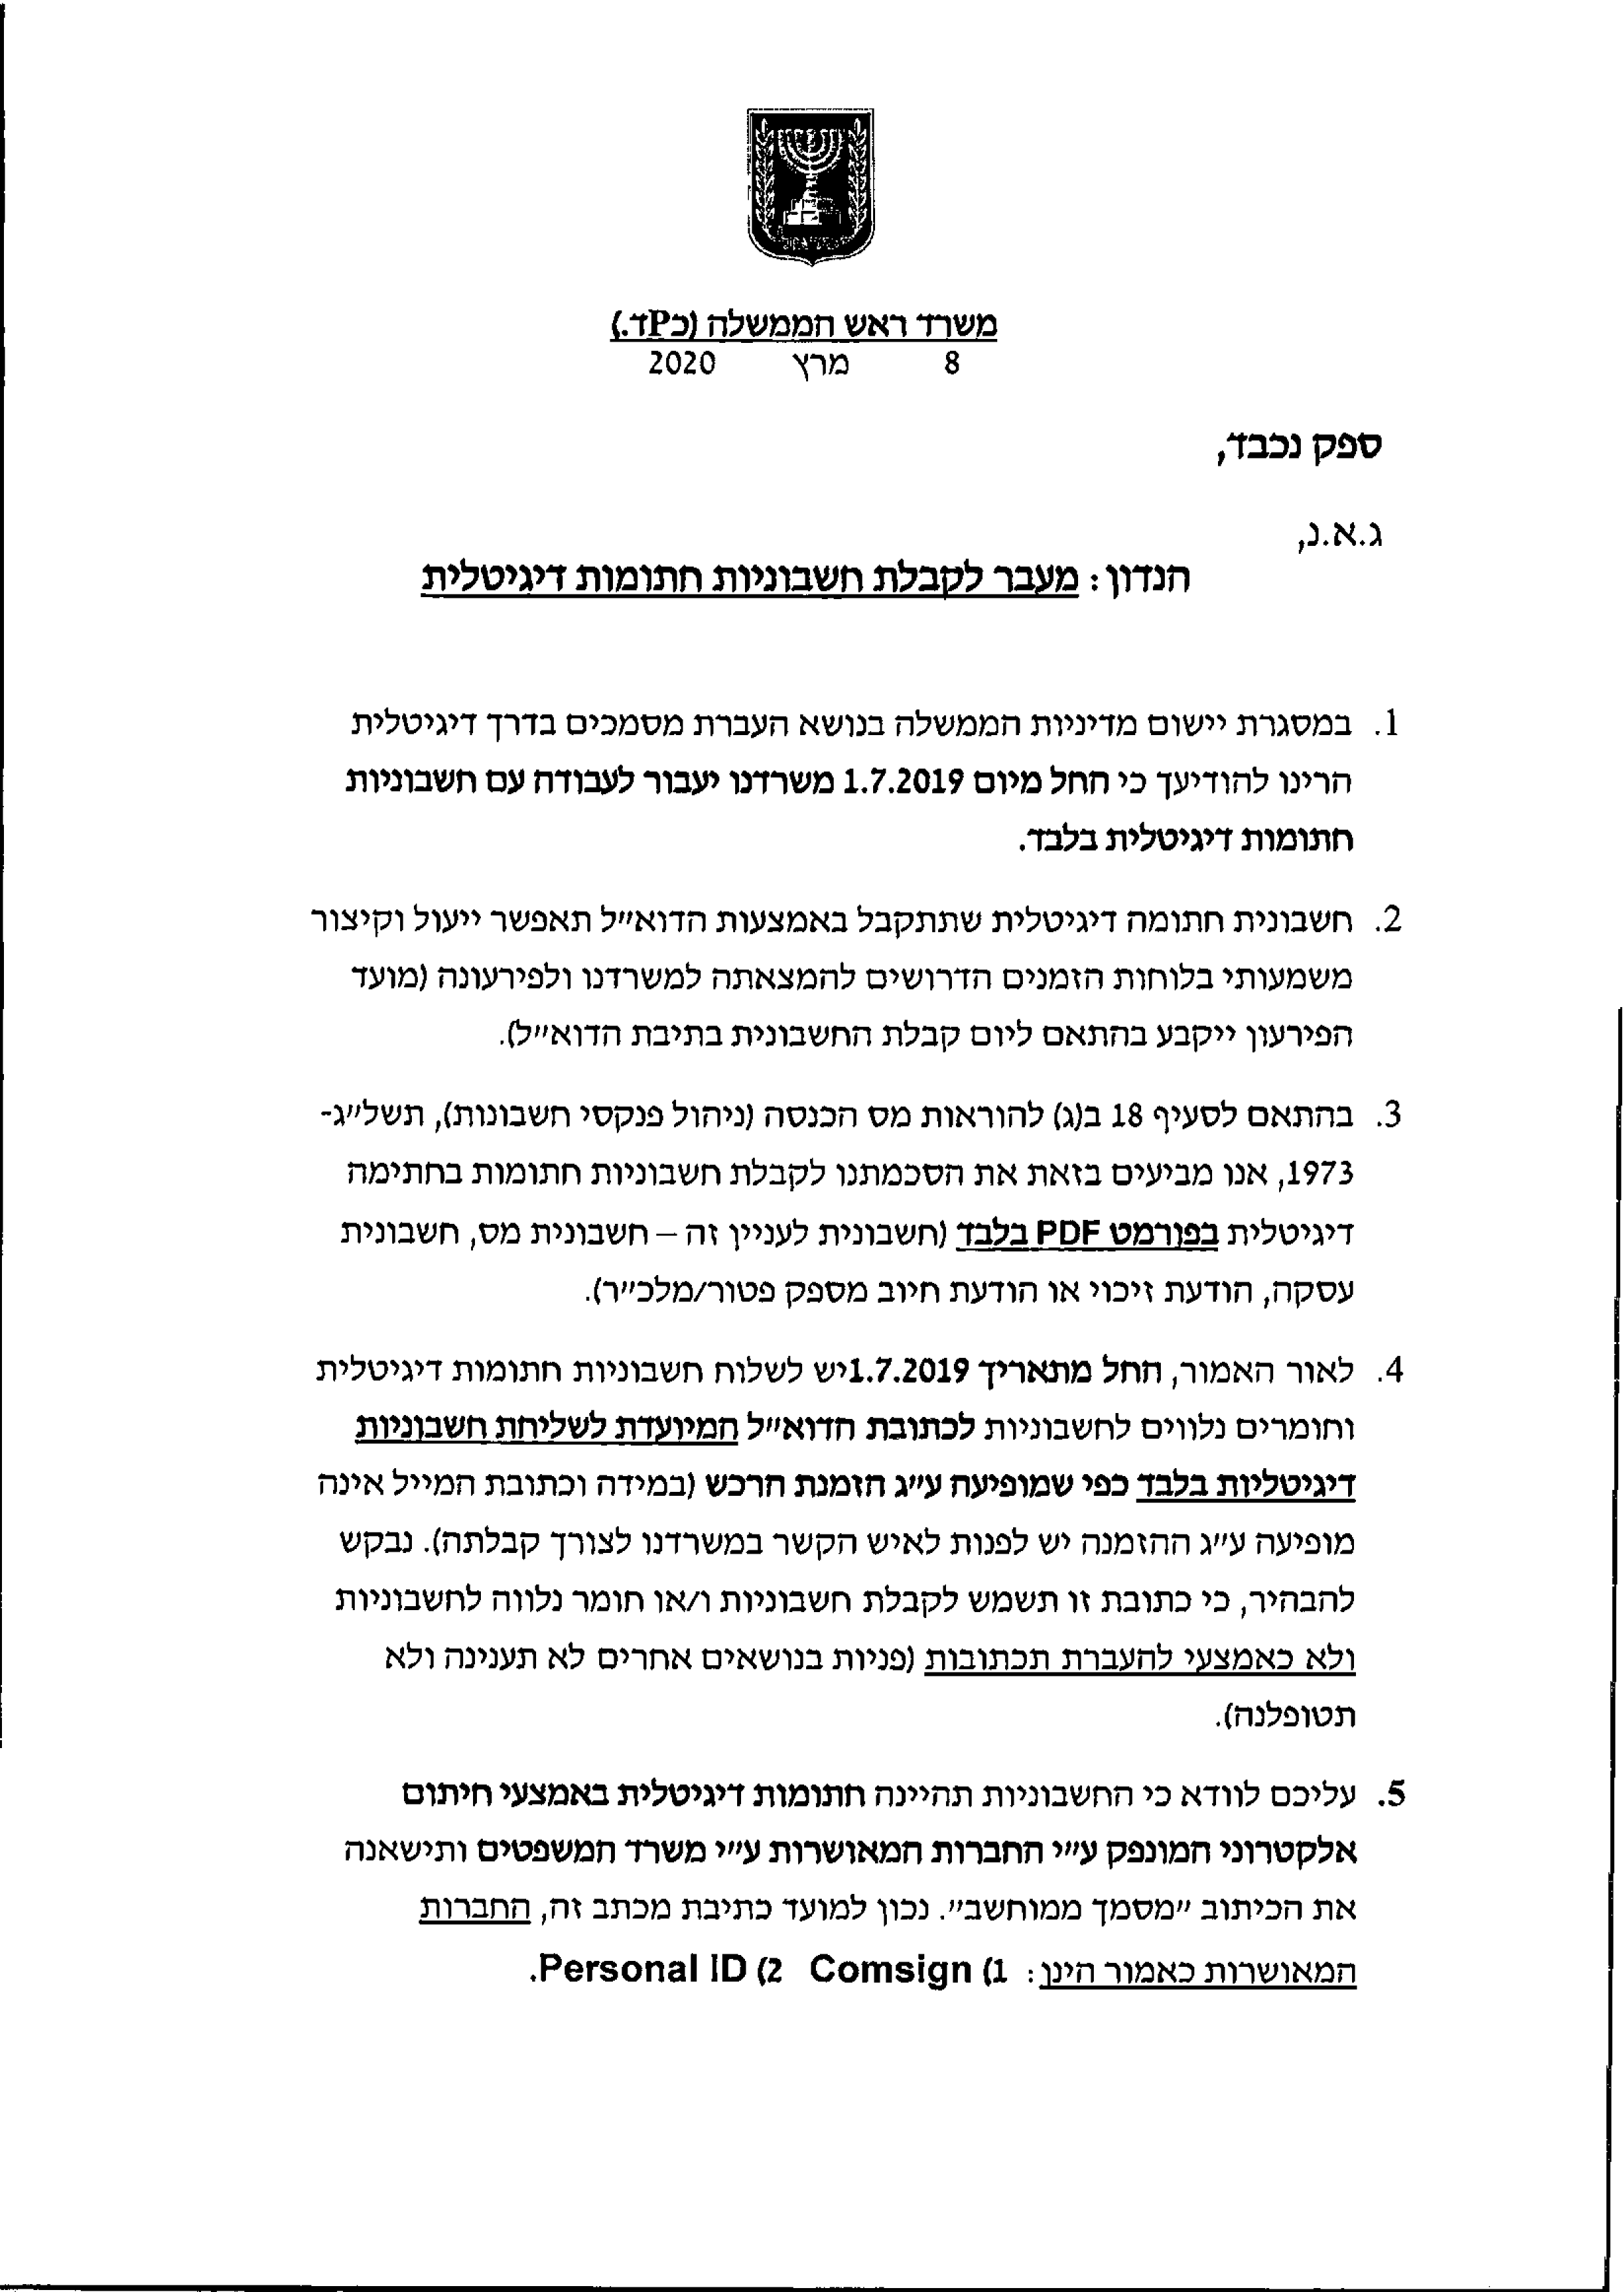 משרד ראש הממשלה (כPד.)
8 מרץ 2020
ספק נכבד,
ג.א.נ,
הנדון: מעבר לקבלת חשבוניות חתומות דיגיטלית
1. במסגרת יישום מדיניות הממשלה בנושא העברת מסמכים בדרך דיגיטלית
הרינו להודיעך כי החל מיום 1.7.2019 משרדנו יעבור לעבודה עם חשבוניות
חתומות דיגיטלית בלבד.
2. חשבונית חתומה דיגיטלית שתתקבל באמצעות הדוא״ל תאפשר ייעול וקיצור
משמעותי בלוחות הזמנים הדרושים להמצאתה למשרדנו ולפירעונה (מועד
הפירעון ייקבע בהתאם ליום קבלת החשבונית בתיבת הדוא״ל).
3. בהתאם לסעיף 18 ב(ג) להוראות מס הכנסה (ניהול פנקסי חשבונות), תשל״ג-
1973, אנו מביעים בזאת את הסכמתנו לקבלת חשבוניות חתומות בחתימה
דיגיטלית בפורמט PDF בלבד (חשבונית לעניין זה – חשבונית מס, חשבונית
עסקה, הודעת זיכוי או הודעת חיוב מספק פטור/מלכ״ר).
4. לאור האמור, החל מתאריך 1.7.2019יש לשלוח חשבוניות חתומות דיגיטלית
וחומרים נלווים לחשבוניות לכתובת הדוא״ל המיועדת לשליחת חשבוניות
דיגיטליות בלבד כפי שמופיעה ע״ג הזמנת הרכש (במידה וכתובת המייל אינה
מופיעה ע״ג ההזמנה יש לפנות לאיש הקשר במשרדנו לצורך קבלתה). נבקש
להבהיר, כי כתובת זו תשמש לקבלת חשבוניות ו/או חומר נלווה לחשבוניות
ולא כאמצעי להעברת תכתובות (פניות בנושאים אחרים לא תענינה ולא
תטופלנה).
5. עליכם לוודא כי החשבוניות תהיינה חתומות דיגיטלית באמצעי חיתום
אלקטרוני המונפק ע״י החברות המאושרות ע״י משרד המשפטים ותישאנה
את הכיתוב ״מסמך ממוחשב״. נכון למועד כתיבת מכתב זה, החברות
המאושרות כאמור הינן: 1) Comsign 2) Personal ID.